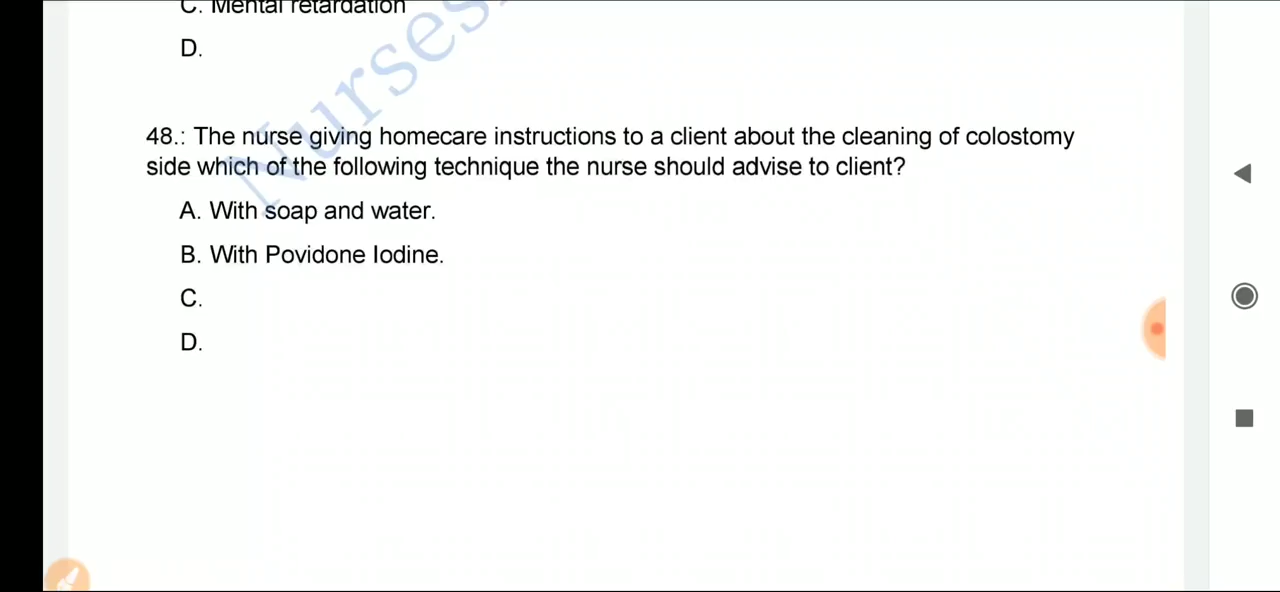 C. Mental retardation
D.
Nurses
48.: The nurse giving homecare instructions to a client about the cleaning of colostomy
side which of the following technique the nurse should advise to client?
A. With soap and water.
B. With Povidone Iodine.
C.
D.